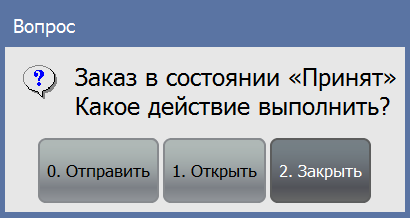 Вопрос
Заказ в состоянии «Принят»
Какое действие выполнить?
0. Отправить 1. Открыть 2. Закрыть